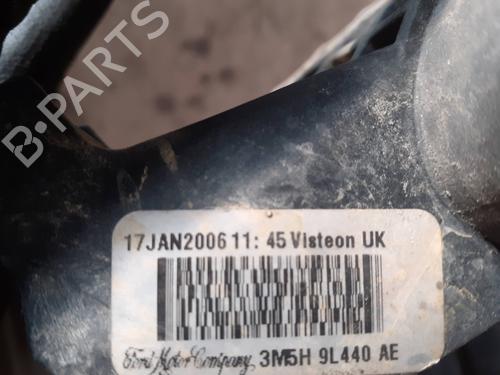 B-PARTS
17JAN2006 11: 45 Visteon UK
Ford Motor Company 3M5H 9L440 AE